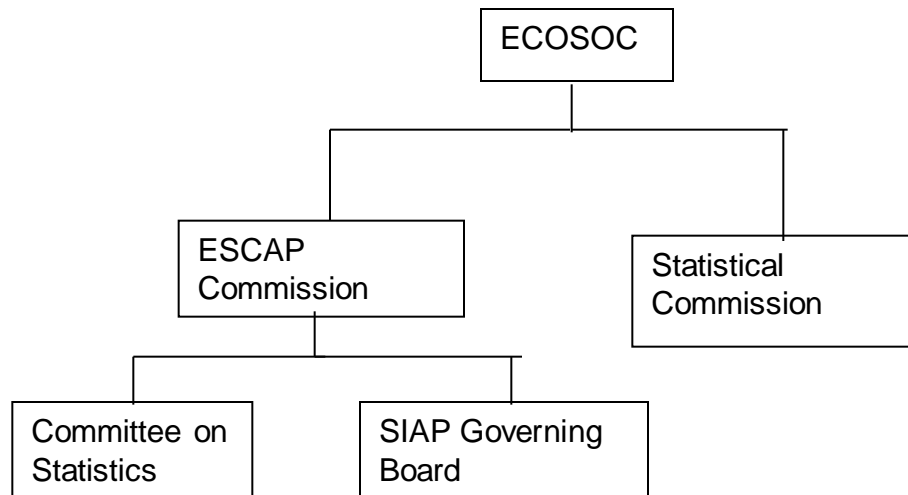 ECOSOC
ESCAP
Commission
Statistical
Commission
Committee on
Statistics
SIAP Governing
Board